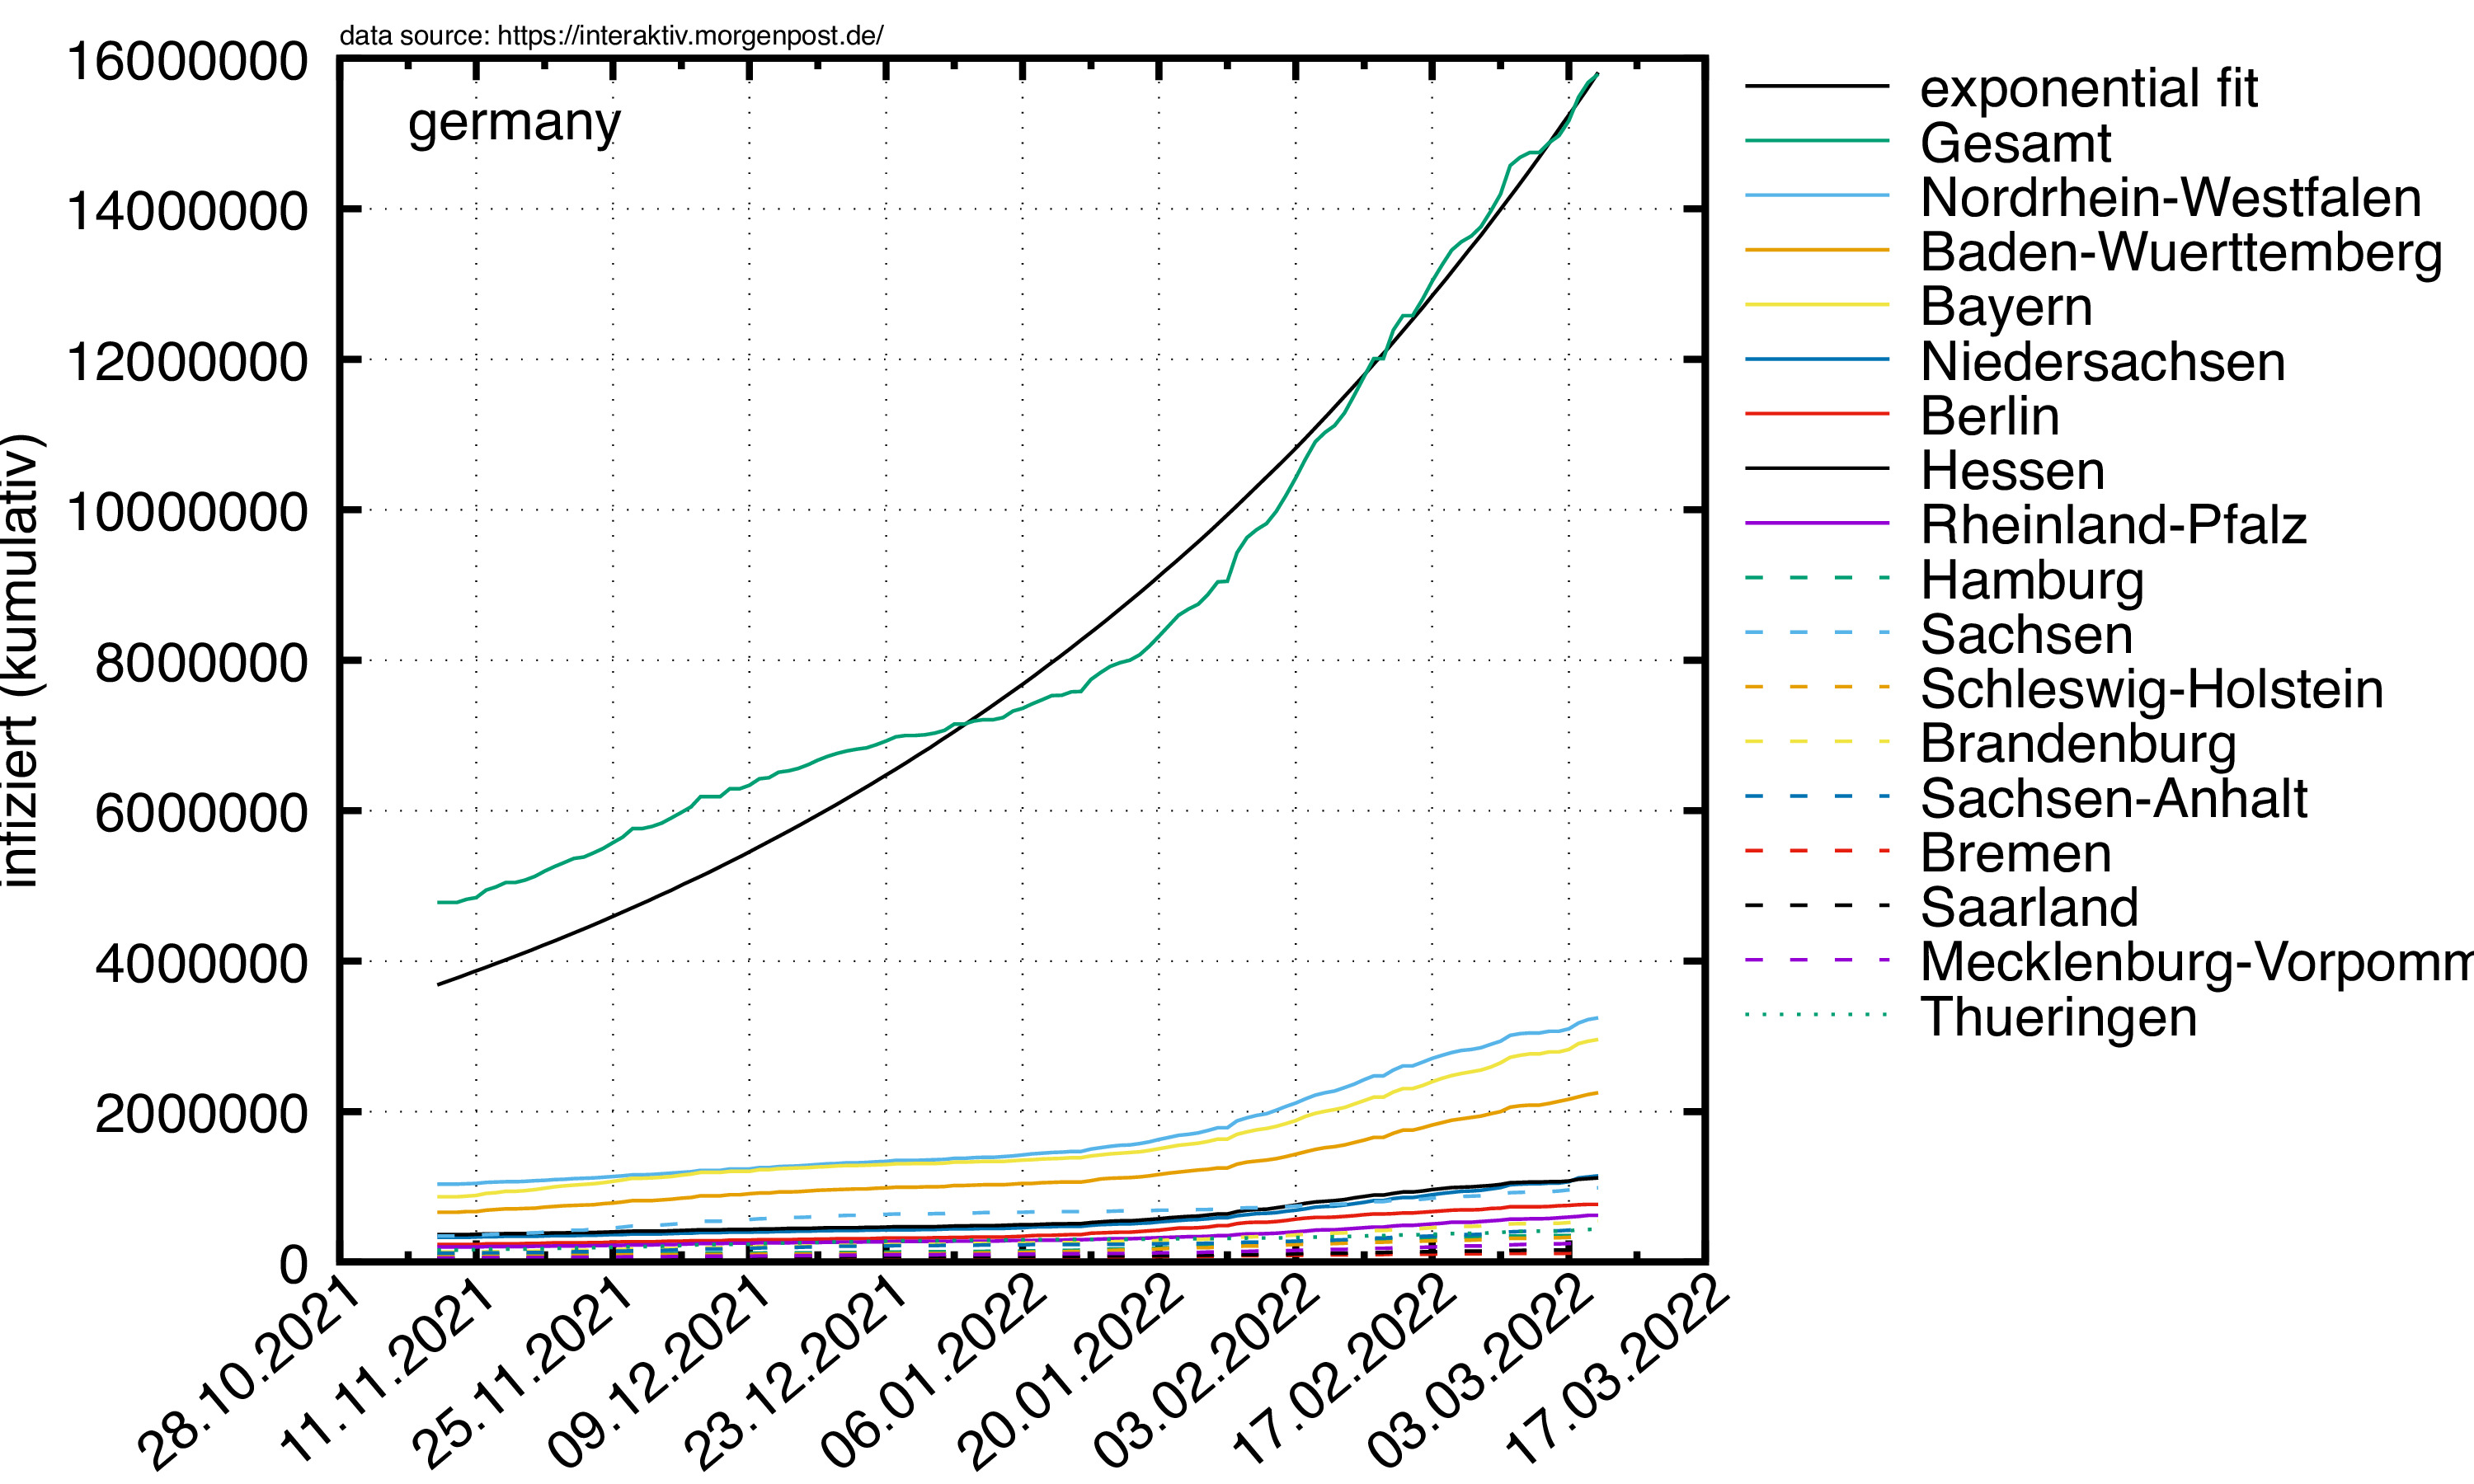 data source: https://interaktiv.morgenpost.de/
16000000
14000000
12000000
10000000
8000000
6000000
4000000
2000000
0
infiziert (kumulativ)
germany
28.10.2021
11.11.2021
25.11.2021
09.12.2021
23.12.2021
06.01.2022
20.01.2022
03.02.2022
17.02.2022
03.03.2022
17.03.2022
exponential fit
Gesamt
Nordrhein-Westfalen
Baden-Wuerttemberg
Bayern
Niedersachsen
Berlin
Hessen
Rheinland-Pfalz
Hamburg
Sachsen
Schleswig-Holstein
Brandenburg
Sachsen-Anhalt
Bremen
Saarland
Mecklenburg-Vorpomm
Thueringen